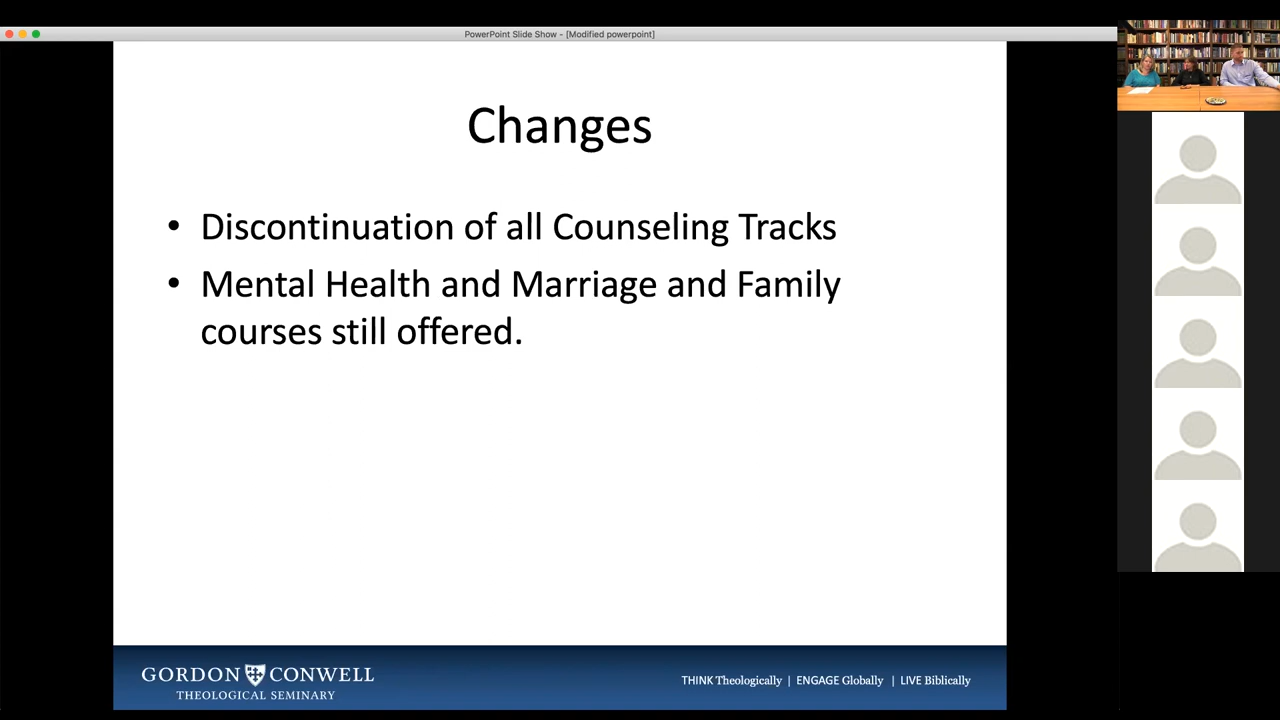 PowerPoint Slide Show - [Modified powerpoint]
Changes
• Discontinuation of all Counseling Tracks
• Mental Health and Marriage and Family
courses still offered.
GORDON CONWELL
THEOLOGICAL SEMINARY
THINK Theologically | ENGAGE Globally | LIVE Biblically